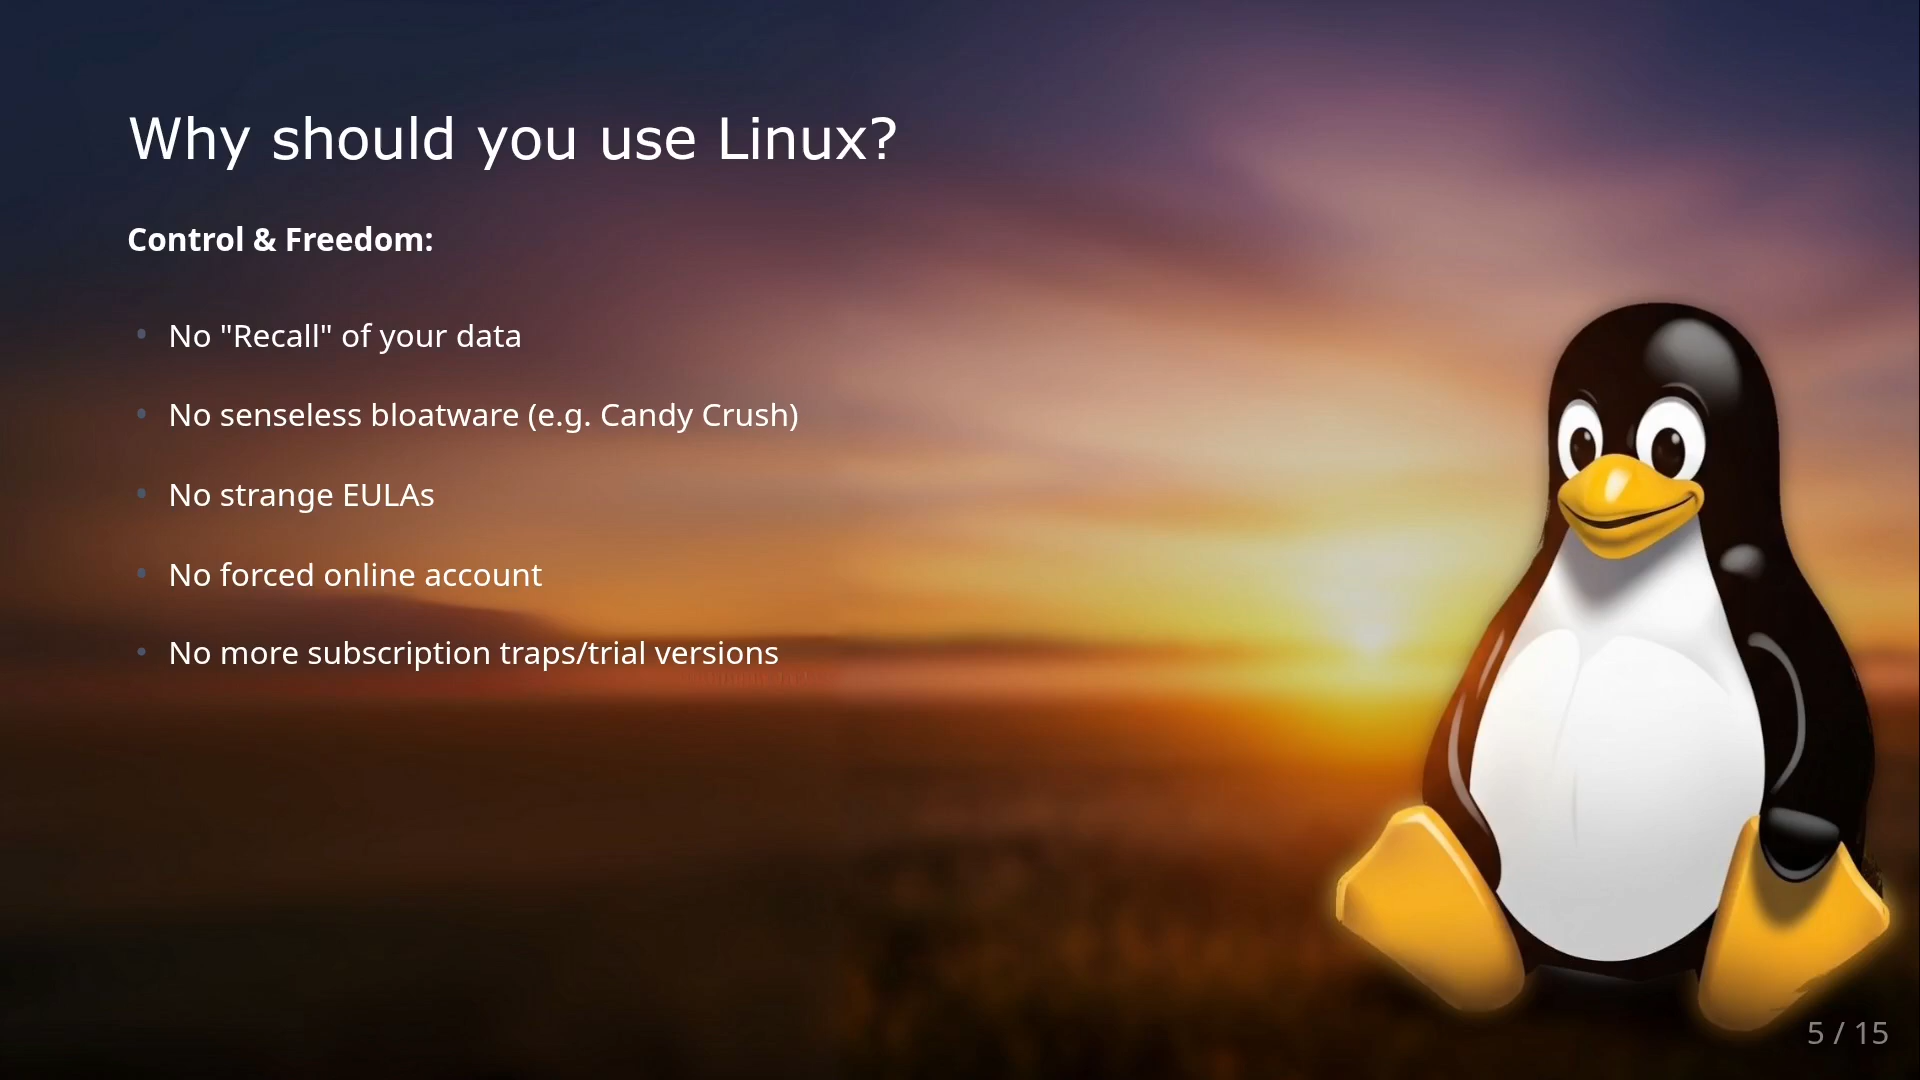 Why should you use Linux?
Control & Freedom:
• No "Recall" of your data
• No senseless bloatware (e.g. Candy Crush)
• No strange EULAs
• No forced online account
• No more subscription traps/trial versions
5 / 15